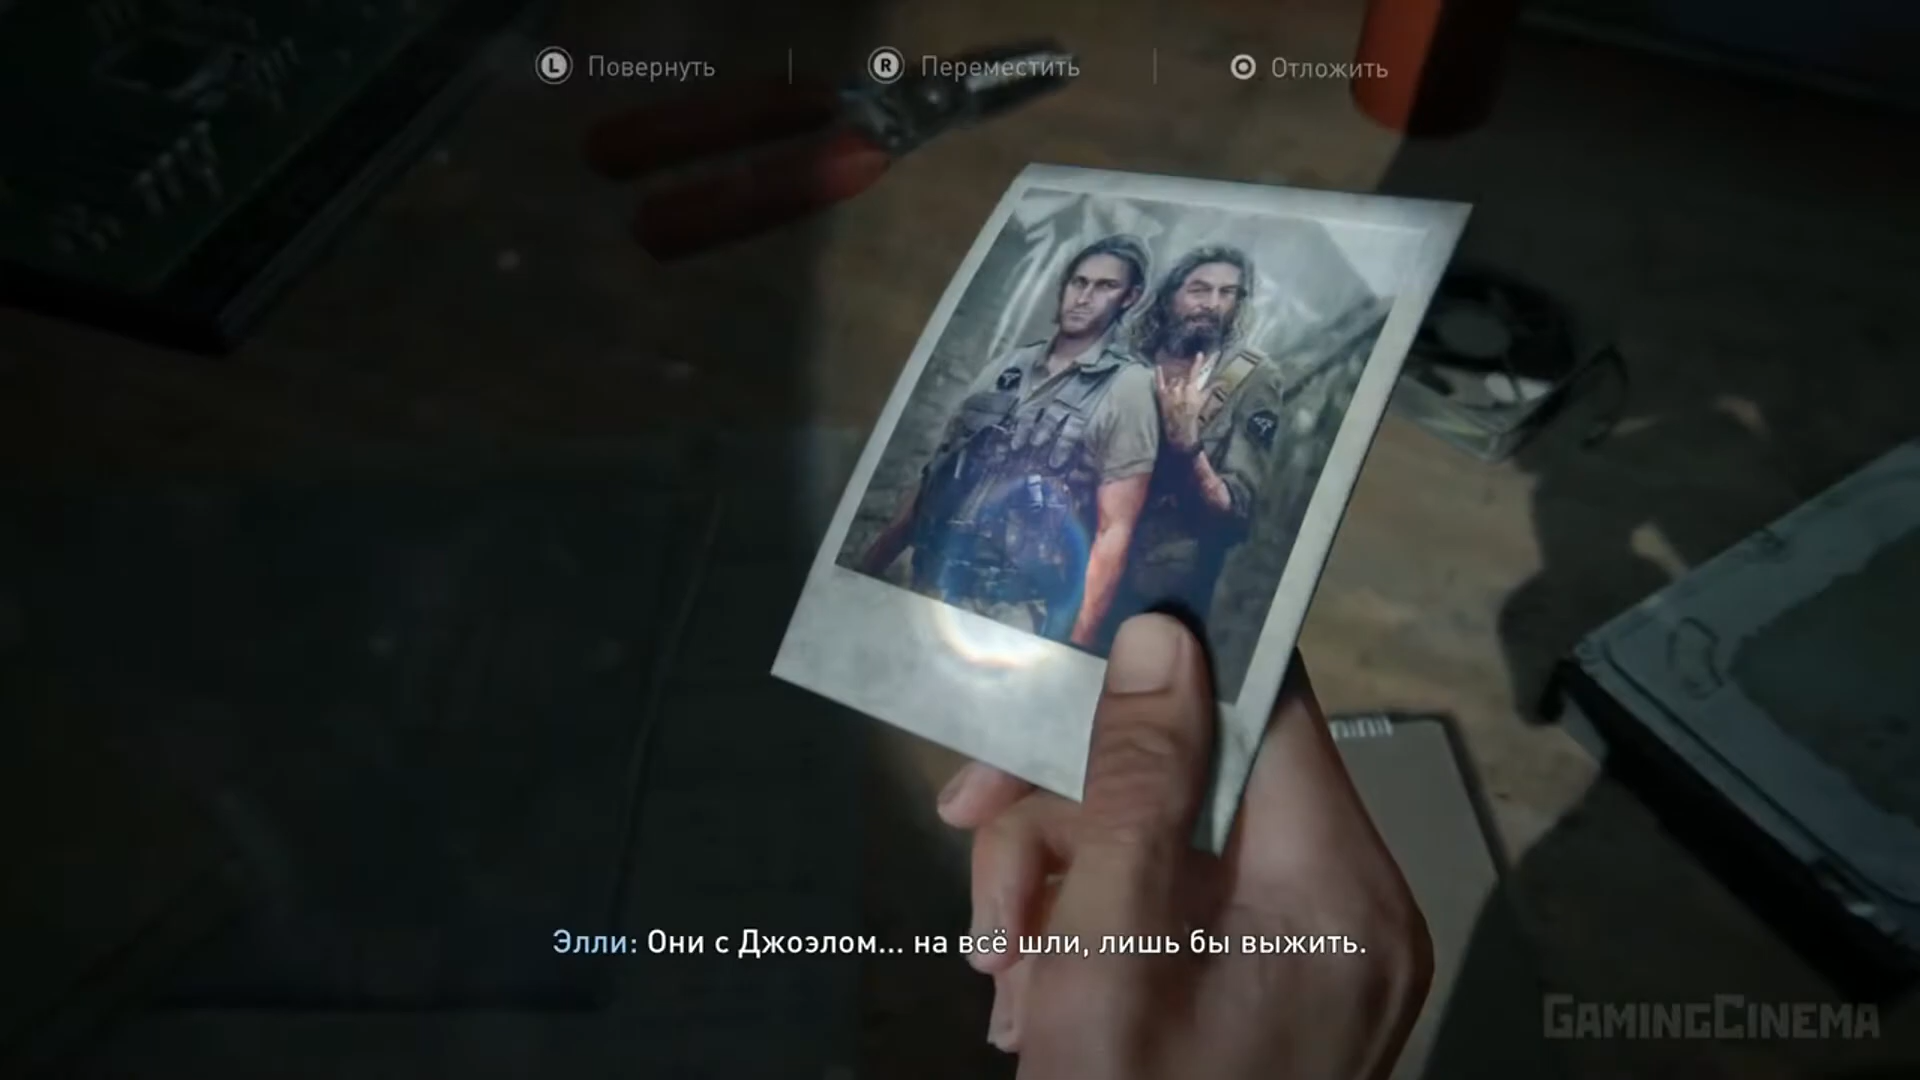 L Повернуть
R Переместить
Отложить
Элли: Они с Джоэлом... на всё шли, лишь бы выжить.
GAMINGCINEMA